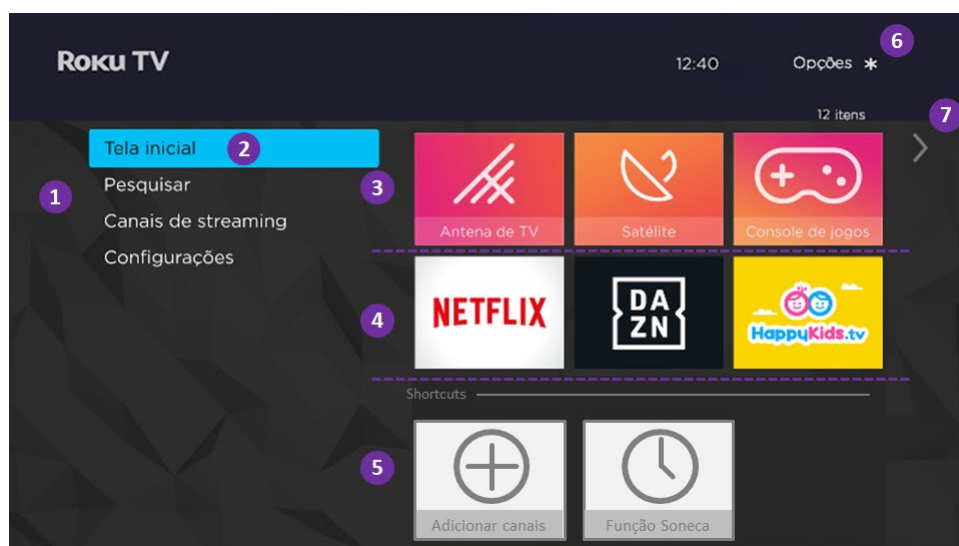 Roku TV
12:40
Opções *
6
12 itens
7
1
Tela inicial 2
Pesquisar
Canais de streaming
Configurações
3
Antena de TV
Satélite
Console de jogos
4
NETFLIX
DA
ZN
HappyKids.tv
Shortcuts
5
Adicionar canais
Função Soneca